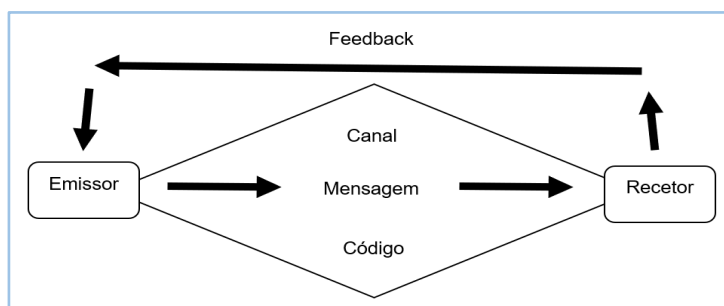 Feedback
Canal
Emissor
Mensagem
Recetor
Código